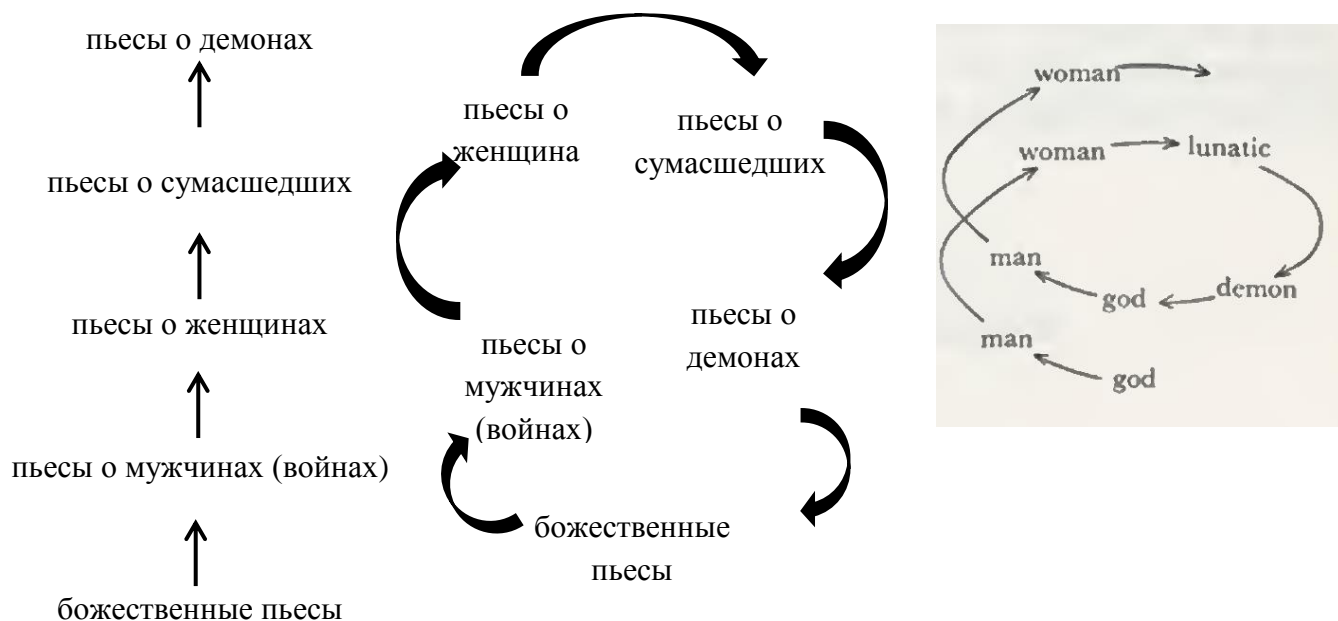 пьесы о демонах
пьесы о сумасшедших
пьесы о женщинах
пьесы о мужчинах (войнах)
божественные пьесы
пьесы о
женщина
пьесы о
сумасшедших
пьесы о
демонах
пьесы о
мужчинах
(войнах)
божественные
пьесы
woman
woman
lunatic
man
god
demon
man
god